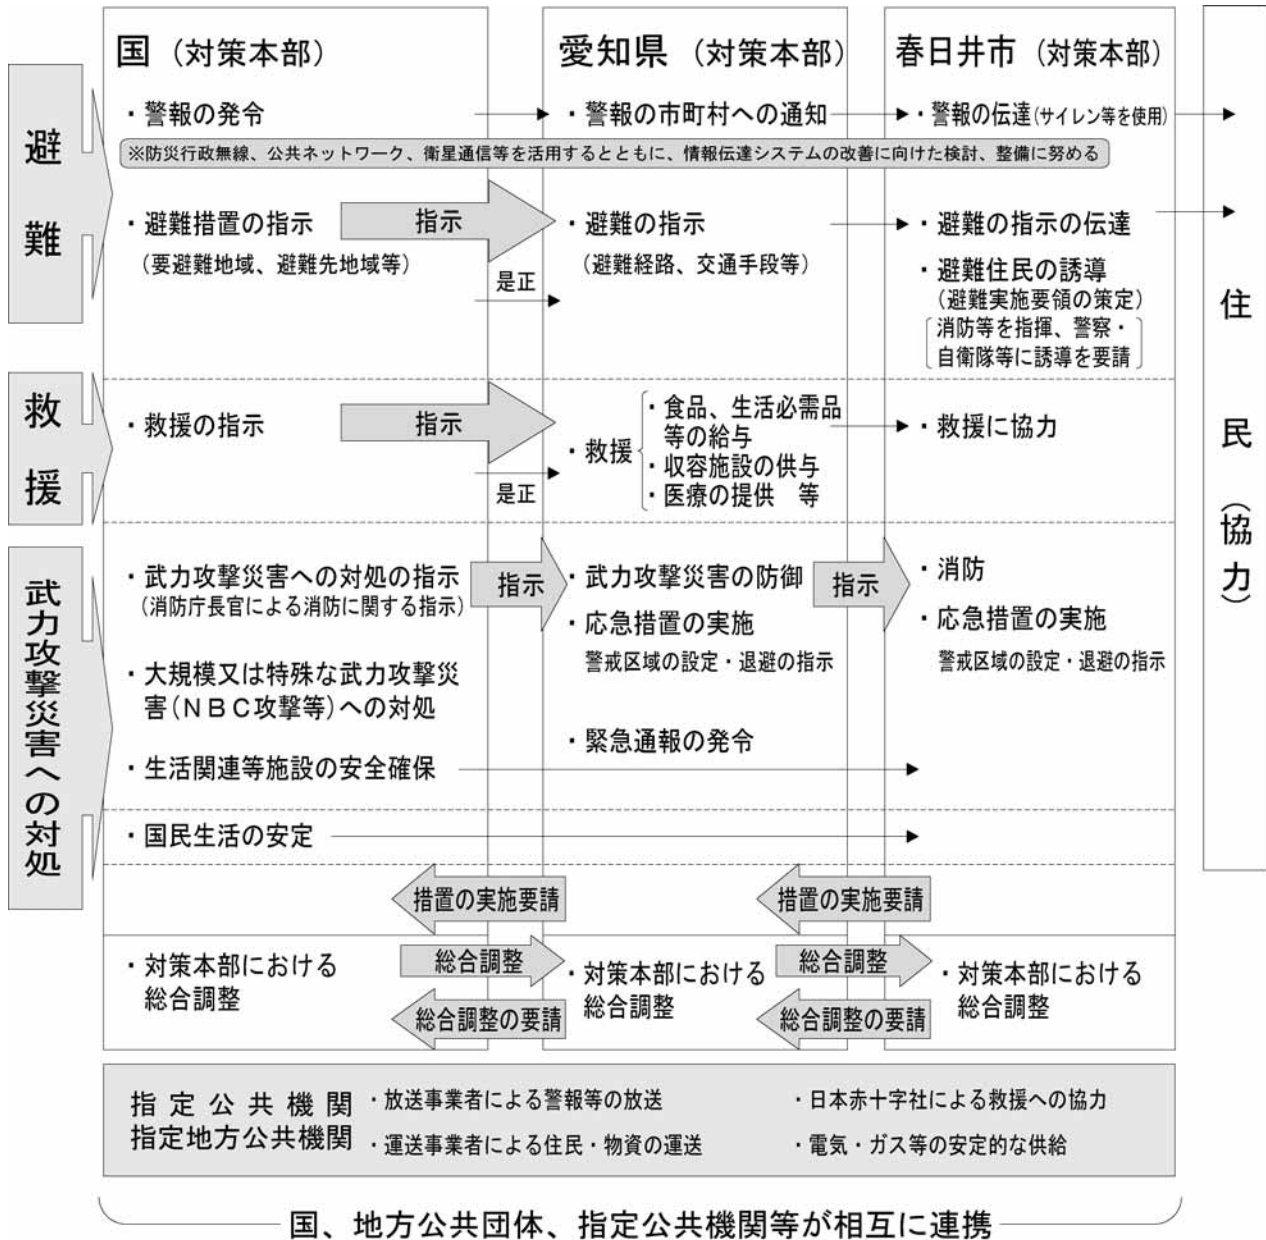 国（対策本部）
愛知県（対策本部）
春日井市（対策本部）
避難
・警報の発令
・警報の市町村への通知
・警報の伝達(サイレン等を使用)
※防災行政無線、公共ネットワーク、衛星通信等を活用するとともに、情報伝達システムの改善に向けた検討、整備に努める
・避難措置の指示
（要避難地域、避難先地域等）
指示
是正
・避難の指示
（避難経路、交通手段等）
・避難の指示の伝達
・避難住民の誘導
（避難実施要領の策定）
消防等を指揮、警察・
自衛隊等に誘導を要請
救援
・救援の指示
指示
是正
・救援
・食品、生活必需品
等の給与
・収容施設の供与
・医療の提供　等
・救援に協力
武力攻撃災害への対処
・武力攻撃災害への対処の指示
（消防庁長官による消防に関する指示）
指示
・武力攻撃災害の防御
指示
・消防
・応急措置の実施
警戒区域の設定・退避の指示
・応急措置の実施
警戒区域の設定・退避の指示
・大規模又は特殊な武力攻撃災
害（ＮＢＣ攻撃等）への対処
・緊急通報の発令
・生活関連等施設の安全確保
・国民生活の安定
措置の実施要請
措置の実施要請
・対策本部における
総合調整
総合調整
総合調整の要請
・対策本部における
総合調整
総合調整
総合調整の要請
・対策本部における
総合調整
住民（協力）
指定公共機関
指定地方公共機関
・放送事業者による警報等の放送
・日本赤十字社による救援への協力
・運送事業者による住民・物資の運送
・電気・ガス等の安定的な供給
国、地方公共団体、指定公共機関等が相互に連携